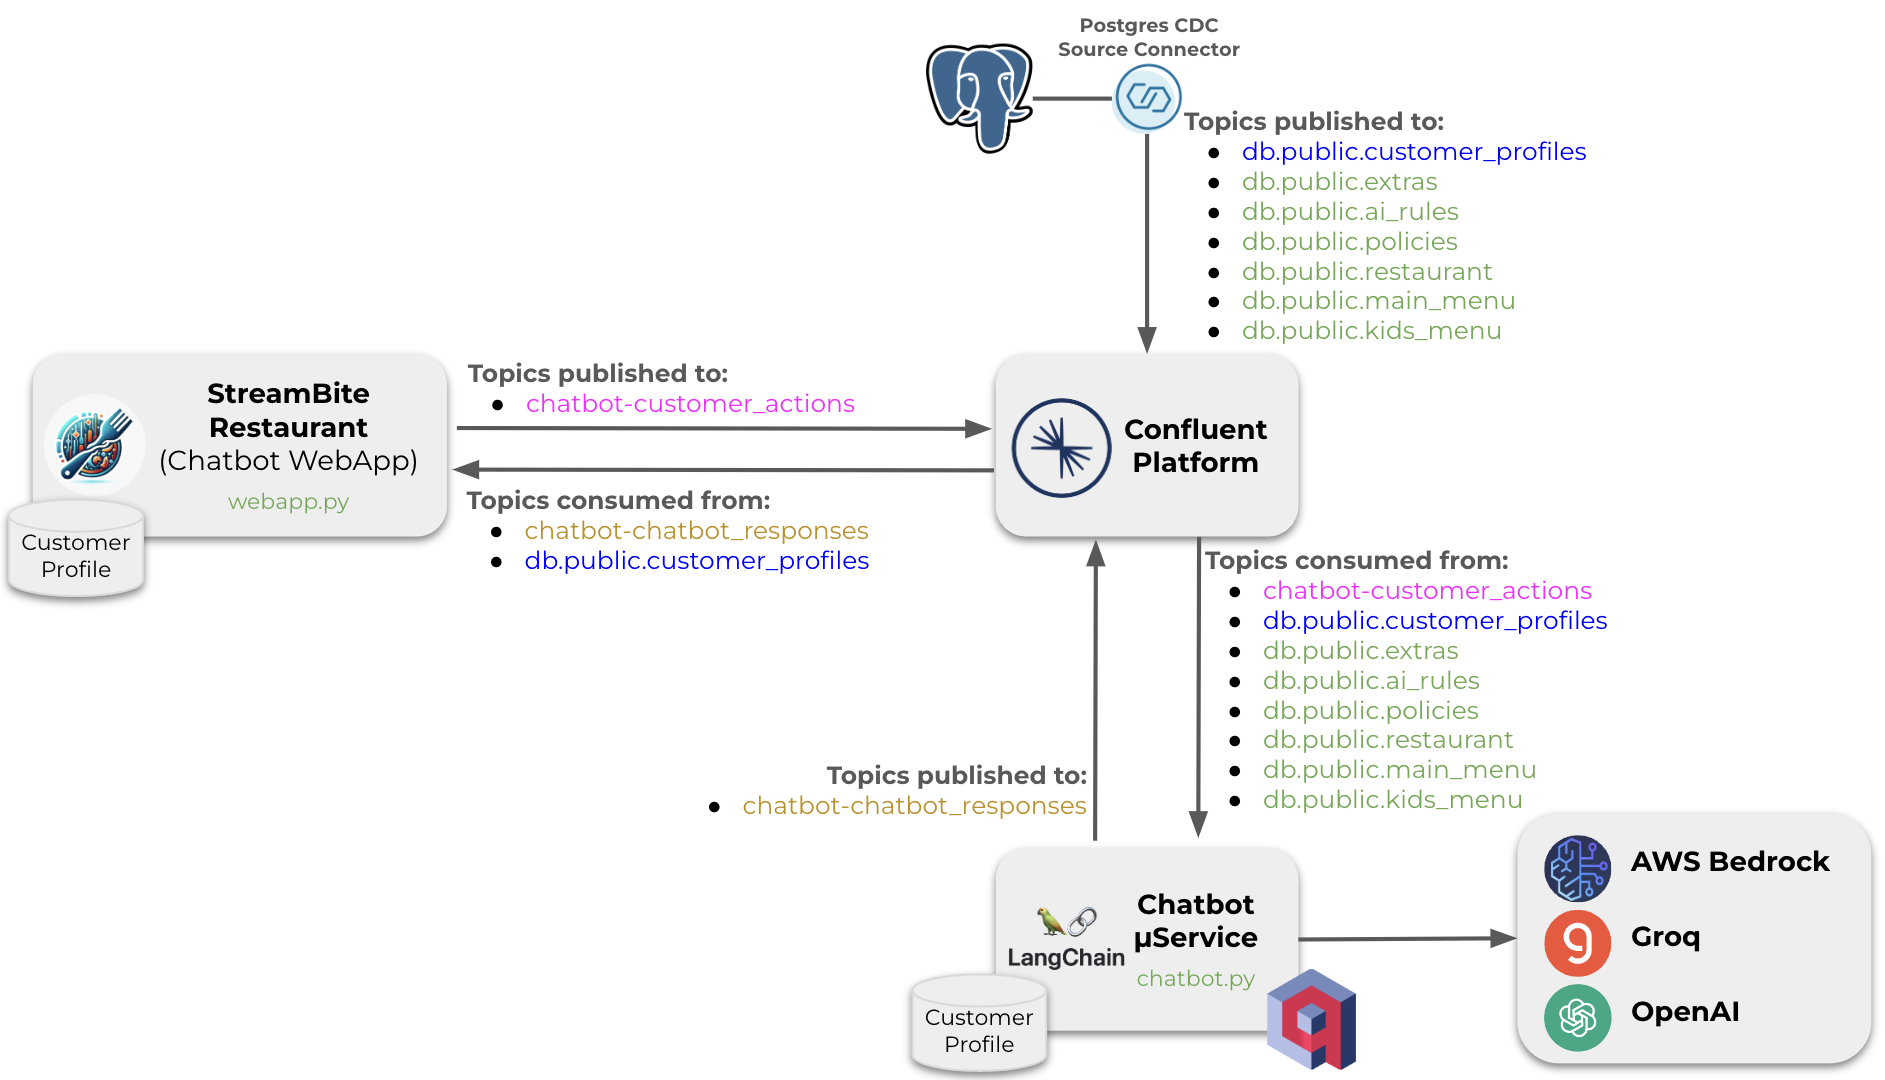 Postgres CDC
Source Connector
Topics published to:
● db.public.customer_profiles
● db.public.extras
● db.public.ai_rules
● db.public.policies
● db.public.restaurant
● db.public.main_menu
● db.public.kids_menu
StreamBite
Restaurant
(Chatbot WebApp)
webapp.py
Customer
Profile
Topics published to:
● chatbot-customer_actions
Topics consumed from:
● chatbot-chatbot_responses
● db.public.customer_profiles
Confluent
Platform
Topics consumed from:
● chatbot-customer_actions
● db.public.customer_profiles
● db.public.extras
● db.public.ai_rules
● db.public.policies
● db.public.restaurant
● db.public.main_menu
● db.public.kids_menu
Topics published to:
● chatbot-chatbot_responses
LangChain
Chatbot
µService
chatbot.py
Customer
Profile
AWS Bedrock
Groq
OpenAI